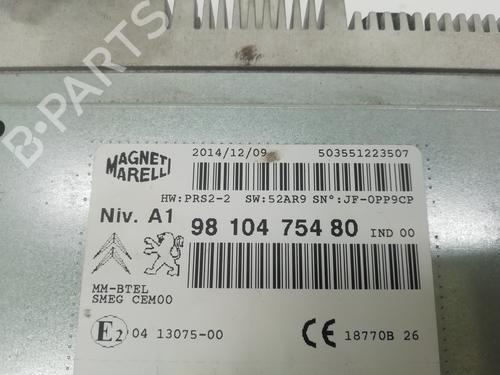 B-PARTS
MAGNETI MARELLI
2014/12/09 503551223507
HW:PRS2-2 SW:52AR9 SN°:JF-0PP9CP
Niv. A1 98 104 754 80 IND 00
MM-BTEL
SMEG CEM00
E2 04 13075-00 CE 18770B 26